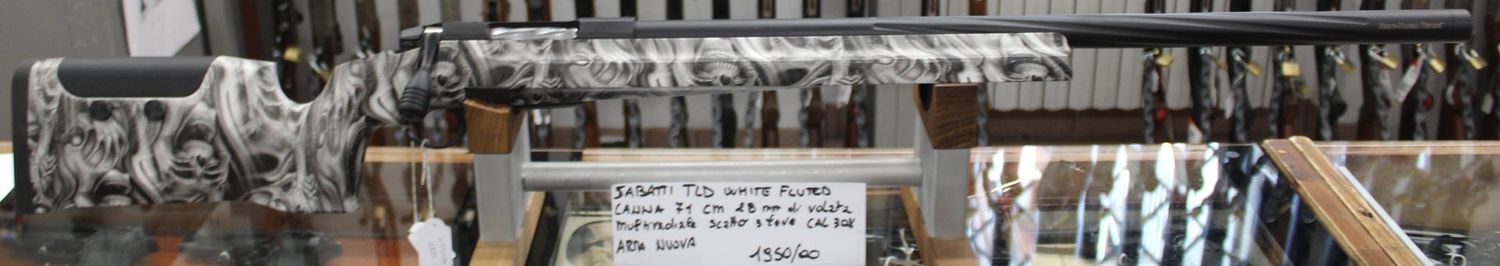 SABATTI TLD WHITE FLUTED
CANNA 71 cm 28 mm di volata
multiradiale scatto 3 leve CAL 308
ARMA NUOVA
1950/00